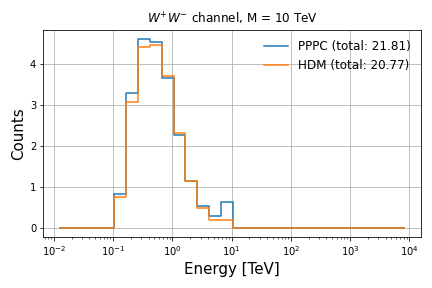 W⁺W⁻ channel, M = 10 TeV
PPPC (total: 21.81)
HDM (total: 20.77)
Counts
4
3
2
1
0
10⁻² 10⁻¹ 10⁰ 10¹ 10² 10³ 10⁴
Energy [TeV]